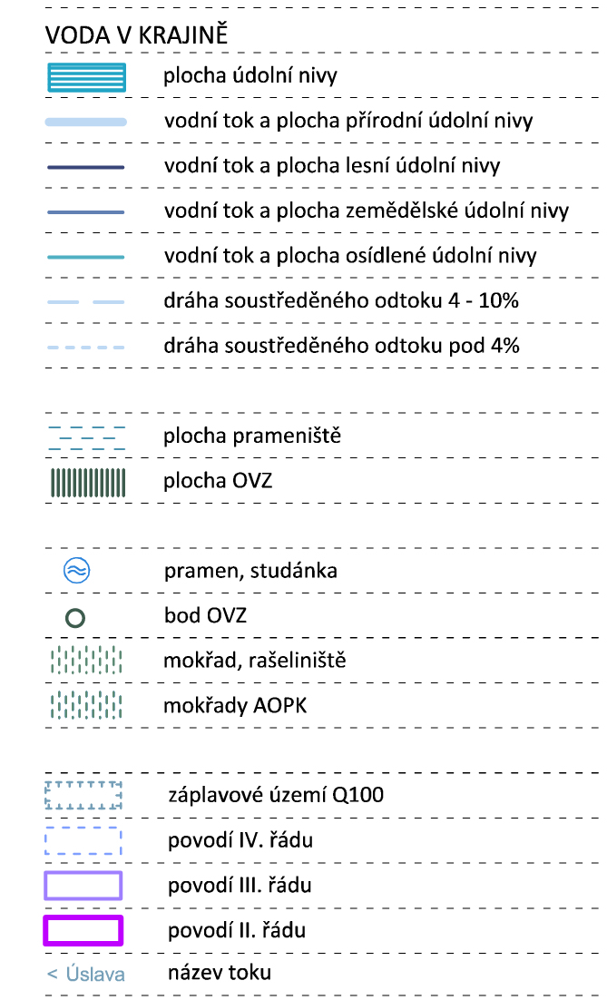 VODA V KRAJINĚ
plocha údolní nivy
vodní tok a plocha přírodní údolní nivy
vodní tok a plocha lesní údolní nivy
vodní tok a plocha zemědělské údolní nivy
vodní tok a plocha osídlené údolní nivy
dráha soustředěného odtoku 4 - 10%
dráha soustředěného odtoku pod 4%
plocha prameniště
plocha OVZ
pramen, studánka
bod OVZ
mokřad, rašeliniště
mokřady AOPK
záplavové území Q100
povodí IV. řádu
povodí III. řádu
povodí II. řádu
< Úslava název toku